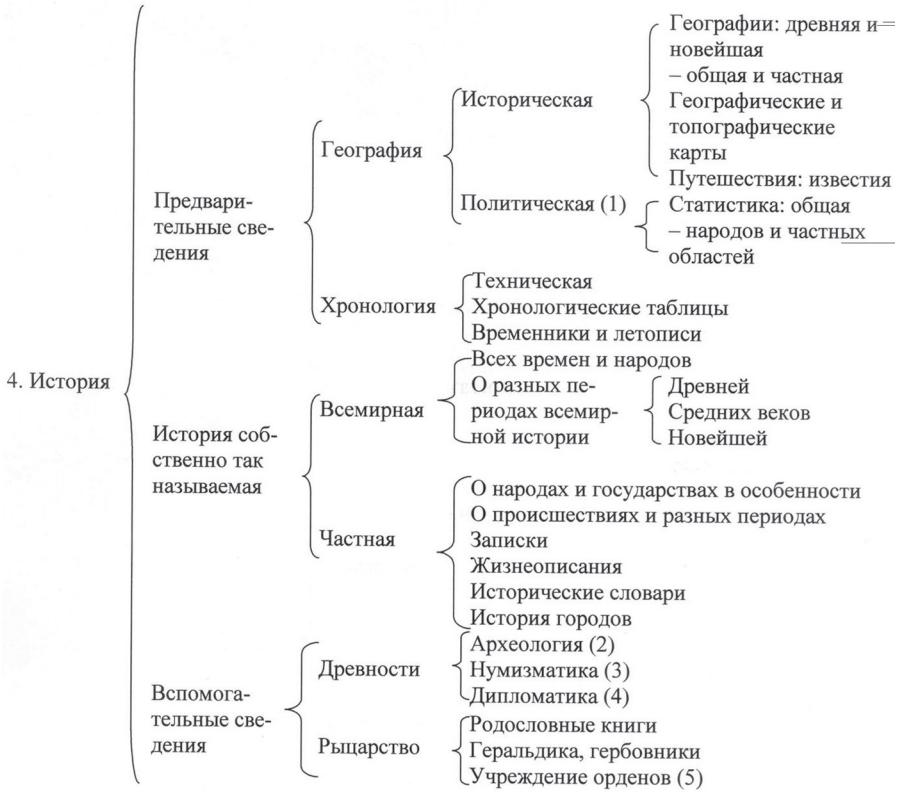 4. История
Предвари-
тельные све-
дения
География
Историческая
Географии: древняя и
новейшая
– общая и частная
Географические и
топографические
карты
Путешествия: известия
Политическая (1)
Статистика: общая
– народов и частных
областей
Хронология
Техническая
Хронологические таблицы
Временники и летописи
История соб-
ственно так
называемая
Всемирная
Всех времен и народов
О разных пе-
риодах всемир-
ной истории
Древней
Средних веков
Новейшей
Частная
О народах и государствах в особенности
О происшествиях и разных периодах
Записки
Жизнеописания
Исторические словари
История городов
Вспомога-
тельные све-
дения
Древности
Археология (2)
Нумизматика (3)
Дипломатика (4)
Рыцарство
Родословные книги
Геральдика, гербовники
Учреждение орденов (5)